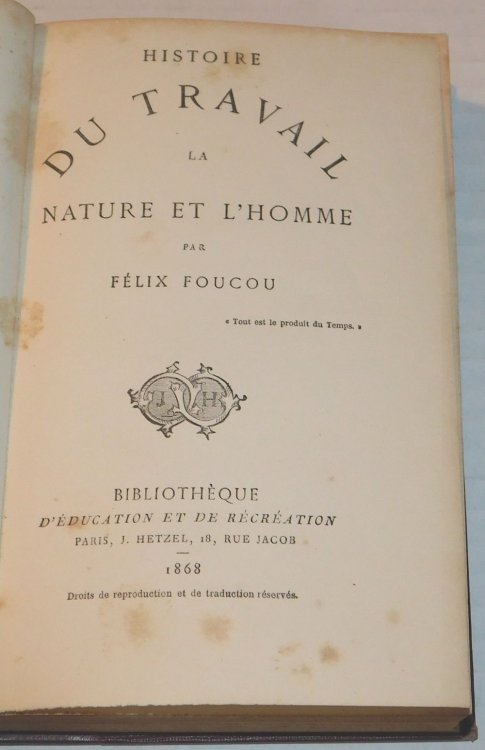 HISTOIRE
DU TRAVAIL
LA
NATURE ET L'HOMME
PAR
FÉLIX FOUCOU
« Tout est le produit du Temps. »
J H
BIBLIOTHÈQUE
D'ÉDUCATION ET DE RÉCRÉATION
PARIS, J. HETZEL, 18, RUE JACOB
1868
Droits de reproduction et de traduction réservés.